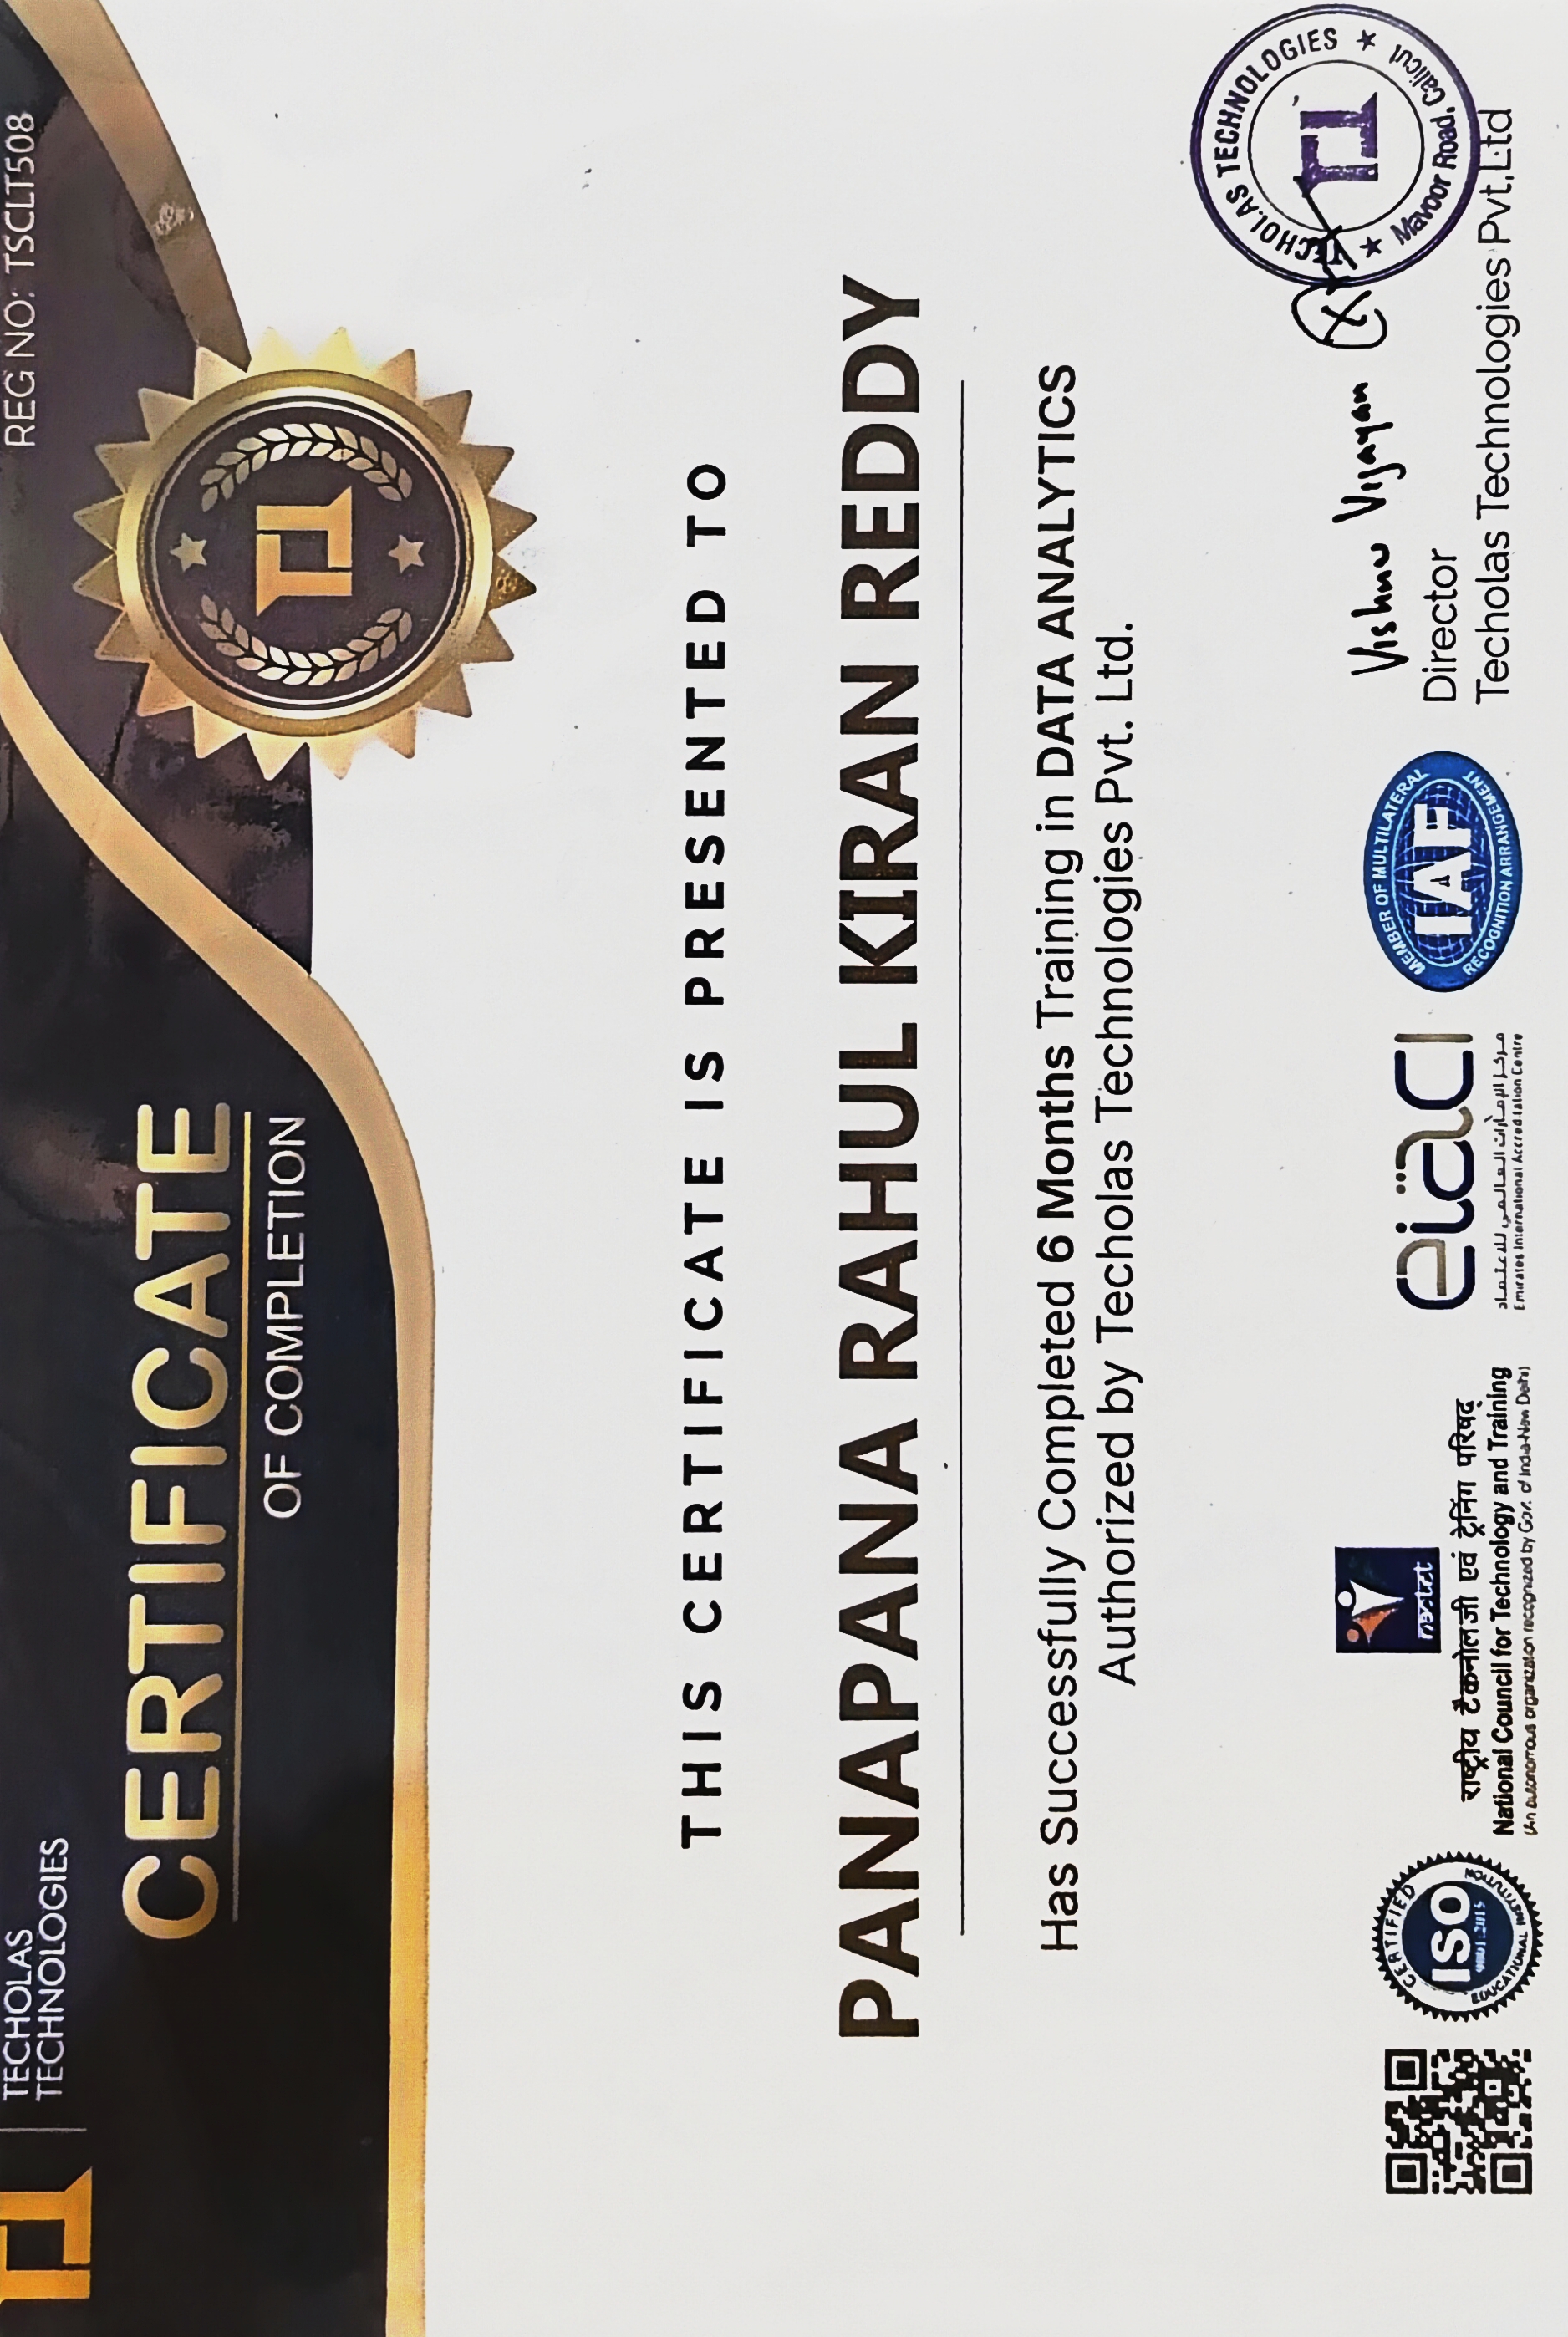 REG NO: TSCLT508
TECHOLAS
TECHNOLOGIES
CERTIFICATE
OF COMPLETION
THIS CERTIFICATE IS PRESENTED TO
PANAPANA RAHUL KIRAN REDDY
Has Successfully Completed 6 Months Training in DATA ANALYTICS
Authorized by Techolas Technologies Pvt. Ltd.
CERTIFIED
ISO
9001:2015
EDUCATIONAL INSTITUTION
nactet
राष्ट्रीय टैक्नोलजी एवं ट्रेनिंग परिषद्
National Council for Technology and Training
(An autonomous organization recognized by Gov. of India-New Delhi)
eiac
مركز الإمارات العالمي للاعتماد
Emirates International Accreditation Centre
MEMBER OF MULTILATERAL
IAF
RECOGNITION ARRANGEMENT
Vishnu Vijayan
Director
Techolas Technologies Pvt.Ltd
TECHOLAS TECHNOLOGIES
Mavoor Road, Calicut